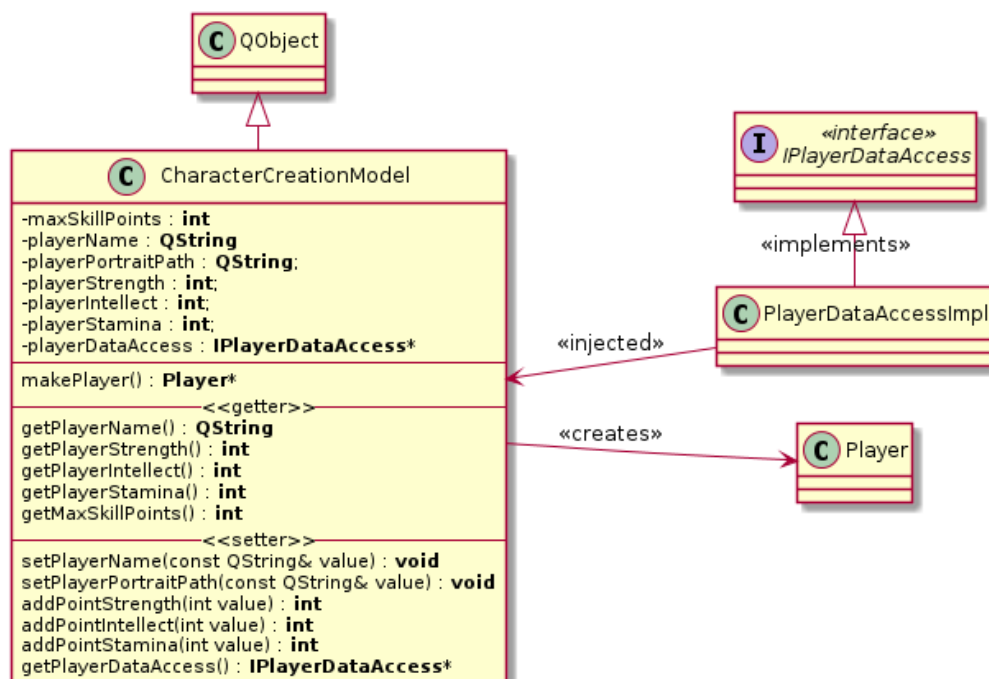 C QObject
C CharacterCreationModel
-maxSkillPoints : int
-playerName : QString
-playerPortraitPath : QString;
-playerStrength : int;
-playerIntellect : int;
-playerStamina : int;
-playerDataAccess : IPlayerDataAccess*
makePlayer() : Player*
<<getter>>
getPlayerName() : QString
getPlayerStrength() : int
getPlayerIntellect() : int
getPlayerStamina() : int
getMaxSkillPoints() : int
<<setter>>
setPlayerName(const QString& value) : void
setPlayerPortraitPath(const QString& value) : void
addPointStrength(int value) : int
addPointIntellect(int value) : int
addPointStamina(int value) : int
getPlayerDataAccess() : IPlayerDataAccess*
I
«interface»
IPlayerDataAccess
«implements»
C PlayerDataAccessImpl
«injected»
«creates»
C Player